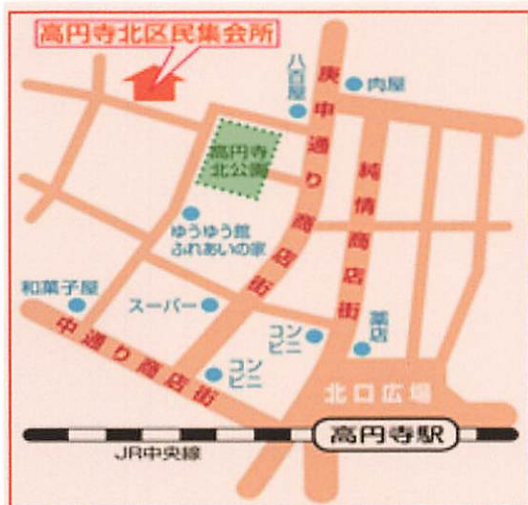 高円寺北区民集会所
八百屋
肉屋
庚申通り商店街
純情商店街
高円寺
北公園
ゆうゆう館
ふれあいの家
和菓子屋
スーパー
中通り商店街
コン
ビニ
コン
ビニ
薬店
北口広場
高円寺駅
JR中央線